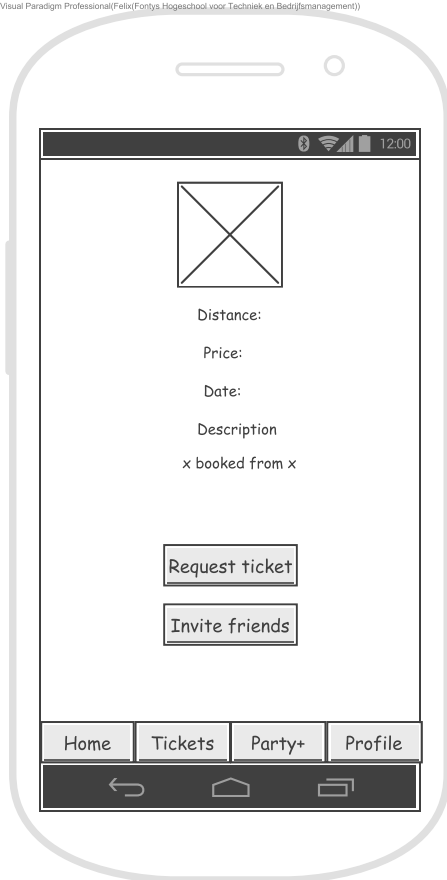 Visual Paradigm Professional(Felix(Fontys Hogeschool voor Techniek en Bedrijfsmanagement))
12:00
Distance:
Price:
Date:
Description
x booked from x
Request ticket
Invite friends
Home Tickets Party+ Profile